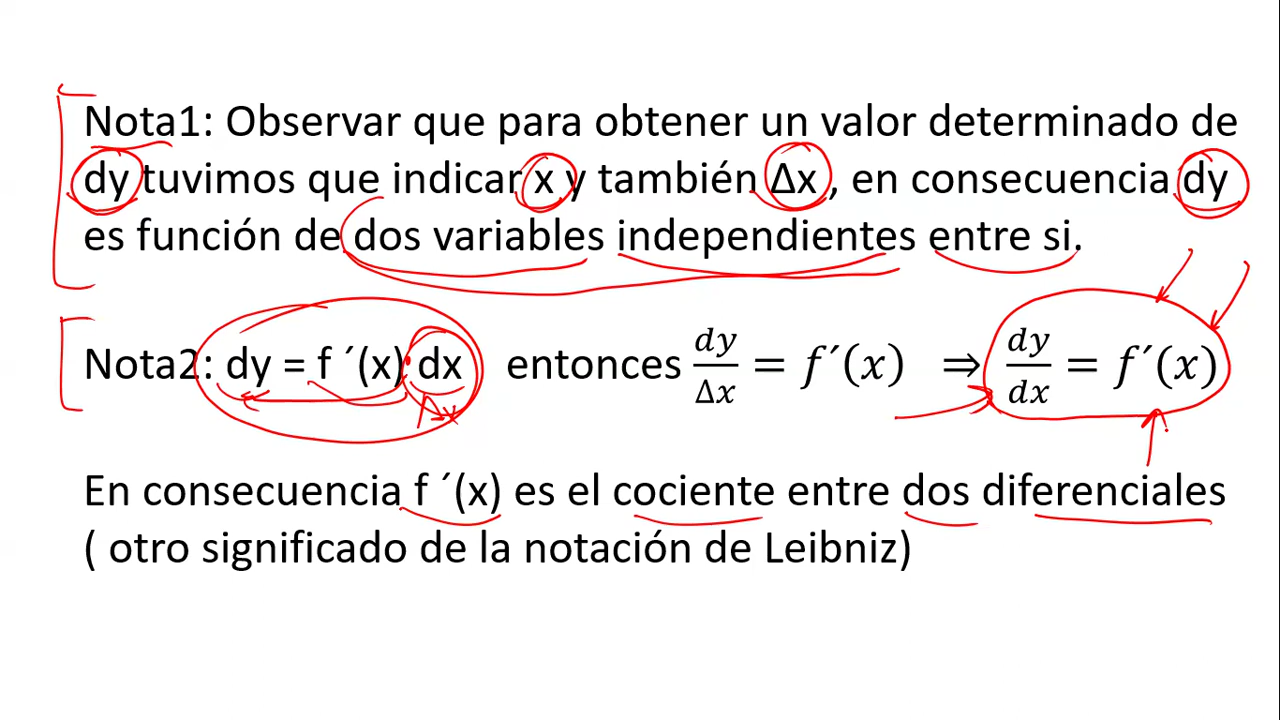 Nota1: Observar que para obtener un valor determinado de
dy tuvimos que indicar x y también Δx , en consecuencia dy
es función de dos variables independientes entre si.
Nota2: dy = f ´(x).dx entonces dy/Δx = f´(x) ⇒ dy/dx = f´(x)
Δx
En consecuencia f ´(x) es el cociente entre dos diferenciales
( otro significado de la notación de Leibniz)